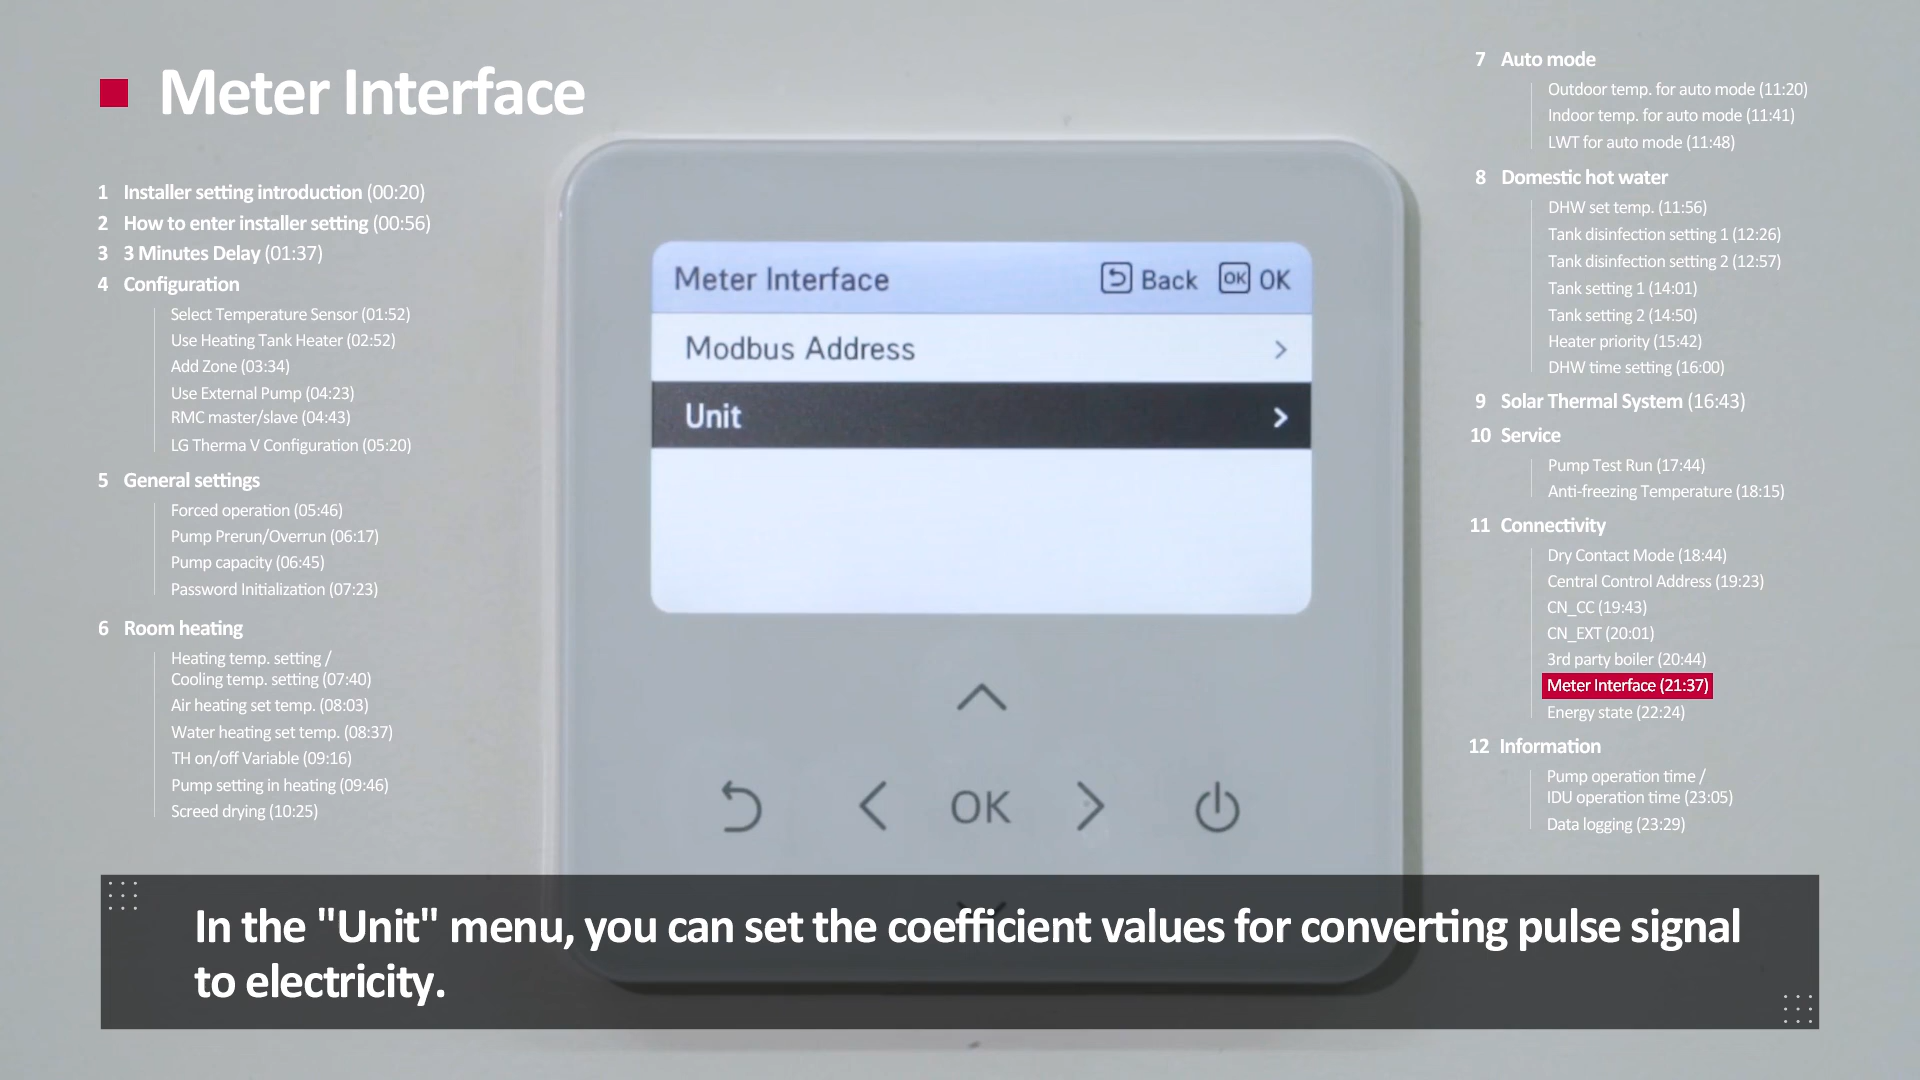 Meter Interface
1 Installer setting introduction (00:20)
2 How to enter installer setting (00:56)
3 3 Minutes Delay (01:37)
4 Configuration
Select Temperature Sensor (01:52)
Use Heating Tank Heater (02:52)
Add Zone (03:34)
Use External Pump (04:23)
RMC master/slave (04:43)
LG Therma V Configuration (05:20)
5 General settings
Forced operation (05:46)
Pump Prerun/Overrun (06:17)
Pump capacity (06:45)
Password Initialization (07:23)
6 Room heating
Heating temp. setting /
Cooling temp. setting (07:40)
Air heating set temp. (08:03)
Water heating set temp. (08:37)
TH on/off Variable (09:16)
Pump setting in heating (09:46)
Screed drying (10:25)
Meter Interface Back OK OK
Modbus Address
Unit
OK
7 Auto mode
Outdoor temp. for auto mode (11:20)
Indoor temp. for auto mode (11:41)
LWT for auto mode (11:48)
8 Domestic hot water
DHW set temp. (11:56)
Tank disinfection setting 1 (12:26)
Tank disinfection setting 2 (12:57)
Tank setting 1 (14:01)
Tank setting 2 (14:50)
Heater priority (15:42)
DHW time setting (16:00)
9 Solar Thermal System (16:43)
10 Service
Pump Test Run (17:44)
Anti-freezing Temperature (18:15)
11 Connectivity
Dry Contact Mode (18:44)
Central Control Address (19:23)
CN_CC (19:43)
CN_EXT (20:01)
3rd party boiler (20:44)
Meter Interface (21:37)
Energy state (22:24)
12 Information
Pump operation time /
IDU operation time (23:05)
Data logging (23:29)
In the "Unit" menu, you can set the coefficient values for converting pulse signal
to electricity.